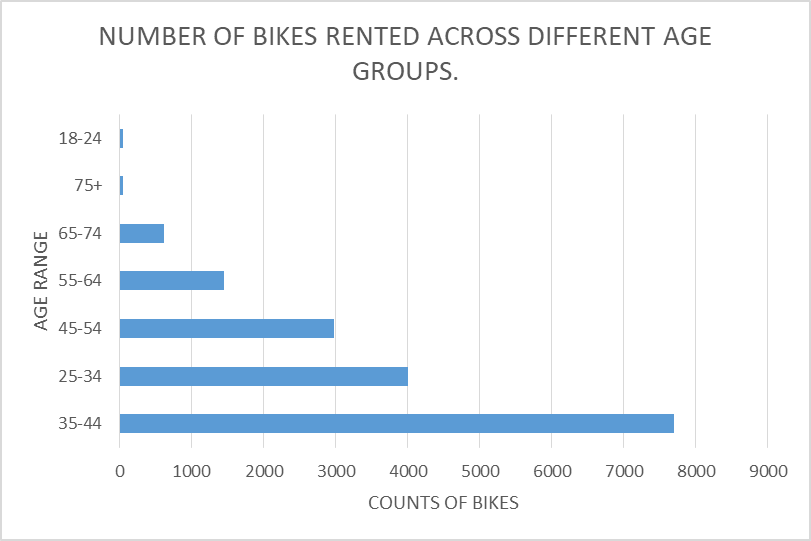 NUMBER OF BIKES RENTED ACROSS DIFFERENT AGE
GROUPS.
AGE RANGE
18-24
75+
65-74
55-64
45-54
25-34
35-44
0 1000 2000 3000 4000 5000 6000 7000 8000 9000
COUNTS OF BIKES